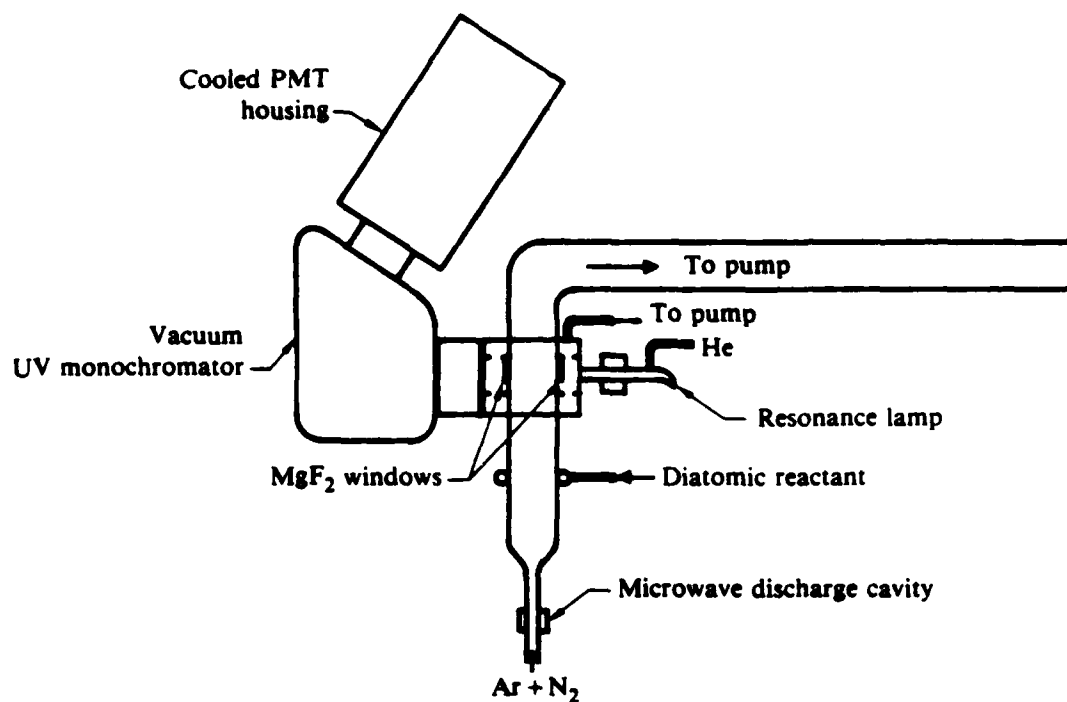 Cooled PMT
housing
To pump
To pump
Vacuum
UV monochromator
He
Resonance lamp
MgF₂ windows
Diatomic reactant
Microwave discharge cavity
Ar + N₂